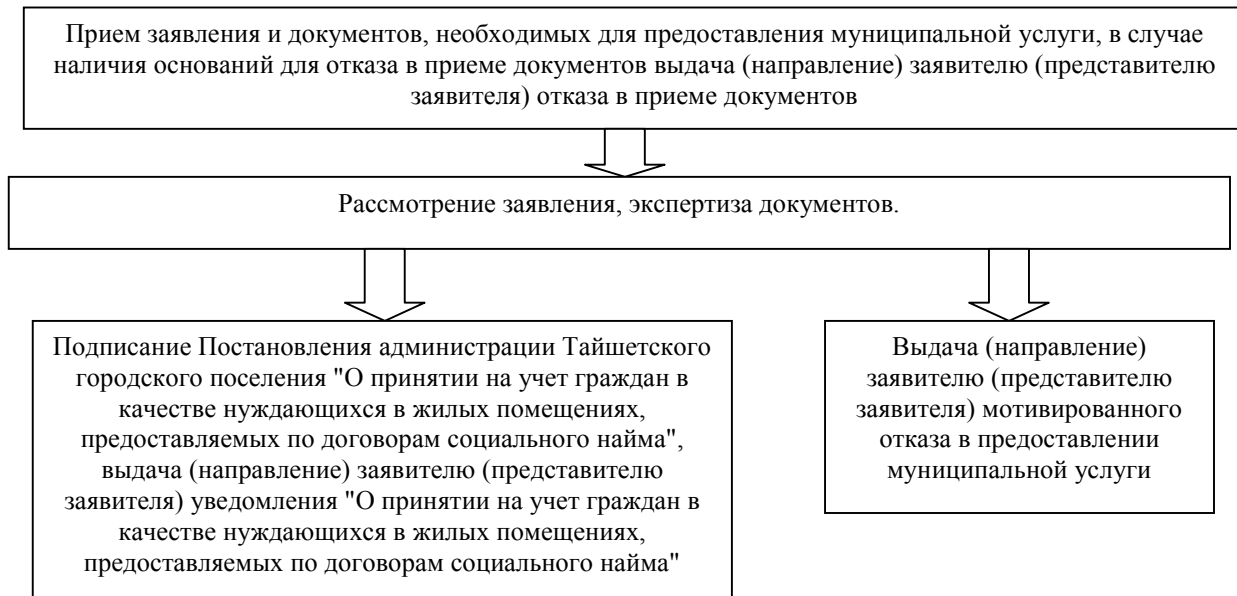 Прием заявления и документов, необходимых для предоставления муниципальной услуги, в случае
наличия оснований для отказа в приеме документов выдача (направление) заявителю (представителю
заявителя) отказа в приеме документов
Рассмотрение заявления, экспертиза документов.
Подписание Постановления администрации Тайшетского
городского поселения "О принятии на учет граждан в
качестве нуждающихся в жилых помещениях,
предоставляемых по договорам социального найма",
выдача (направление) заявителю (представителю
заявителя) уведомления "О принятии на учет граждан в
качестве нуждающихся в жилых помещениях,
предоставляемых по договорам социального найма"
Выдача (направление)
заявителю (представителю
заявителя) мотивированного
отказа в предоставлении
муниципальной услуги